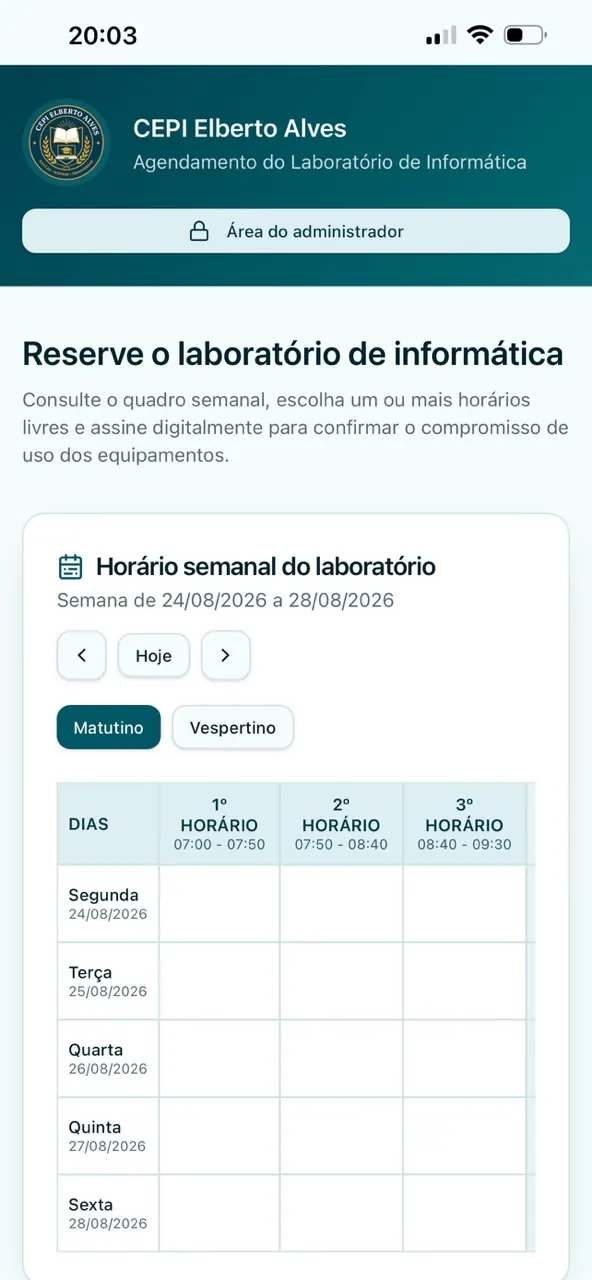 20:03
CEPI ELBERTO ALVES
CEPI Elberto Alves
Agendamento do Laboratório de Informática
Área do administrador
Reserve o laboratório de informática
Consulte o quadro semanal, escolha um ou mais horários
livres e assine digitalmente para confirmar o compromisso de
uso dos equipamentos.
Horário semanal do laboratório
Semana de 24/08/2026 a 28/08/2026
Hoje
Matutino Vespertino
DIAS 1º HORÁRIO 07:00 - 07:50 2º HORÁRIO 07:50 - 08:40 3º HORÁRIO 08:40 - 09:30
Segunda
24/08/2026
Terça
25/08/2026
Quarta
26/08/2026
Quinta
27/08/2026
Sexta
28/08/2026